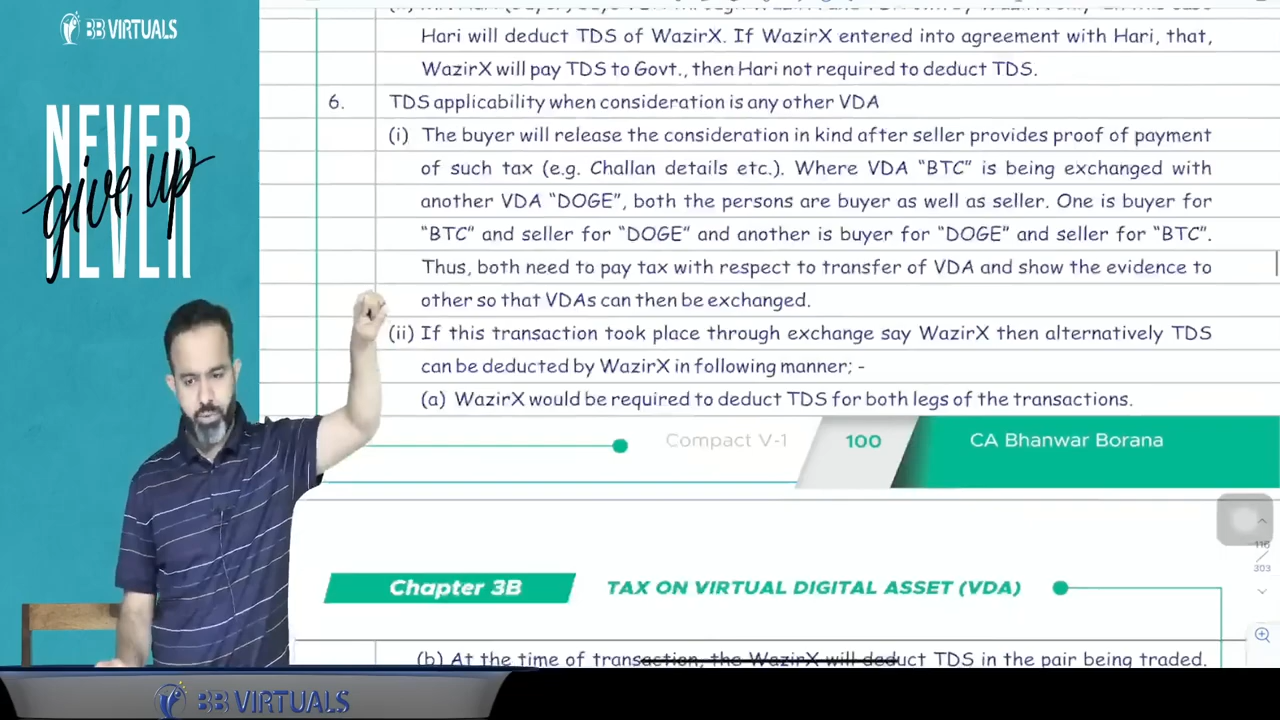 BB VIRTUALS
NEVER
give up
NEVER
Hari will deduct TDS of WazirX. If WazirX entered into agreement with Hari, that,
WazirX will pay TDS to Govt., then Hari not required to deduct TDS.
6. TDS applicability when consideration is any other VDA
(i) The buyer will release the consideration in kind after seller provides proof of payment
of such tax (e.g. Challan details etc.). Where VDA “BTC” is being exchanged with
another VDA “DOGE”, both the persons are buyer as well as seller. One is buyer for
“BTC” and seller for “DOGE” and another is buyer for “DOGE” and seller for “BTC”.
Thus, both need to pay tax with respect to transfer of VDA and show the evidence to
other so that VDAs can then be exchanged.
(ii) If this transaction took place through exchange say WazirX then alternatively TDS
can be deducted by WazirX in following manner; -
(a) WazirX would be required to deduct TDS for both legs of the transactions.
Compact V-1 100 CA Bhanwar Borana
116
303
Chapter 3B TAX ON VIRTUAL DIGITAL ASSET (VDA)
(b) At the time of transaction, the WazirX will deduct TDS in the pair being traded.
BB VIRTUALS